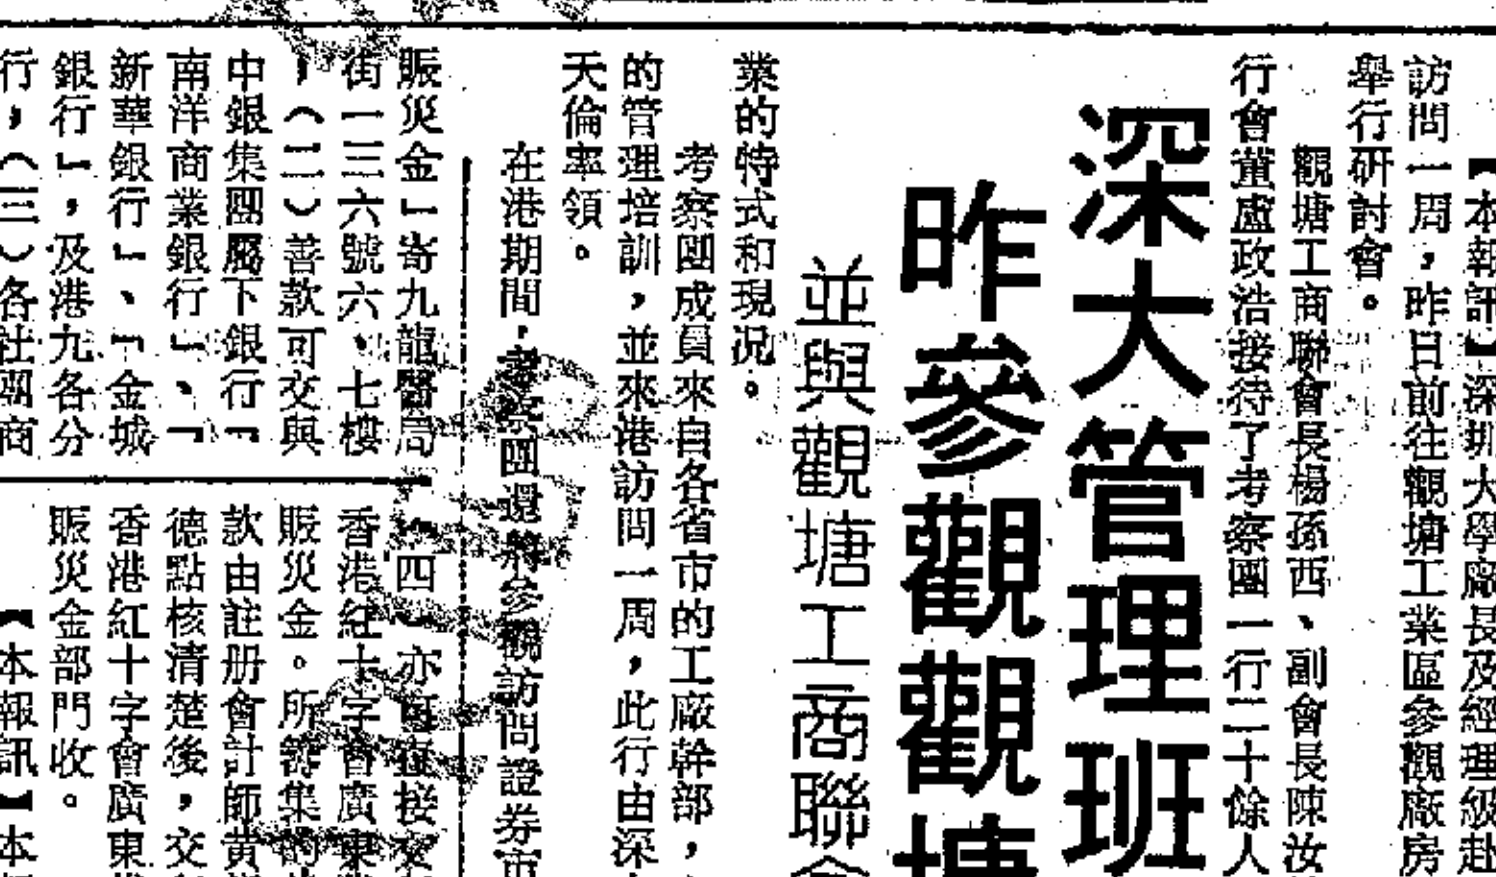 【本報訊】深圳大學廠長及經理級赴
訪問一周，昨日前往觀塘工業區參觀廠房
舉行研討會。
觀塘工商聯會長楊孫西、副會長陳汝
行會董盧政浩接待了考察團一行二十餘人
深大管理班
昨參觀觀塘
並與觀塘工商聯會
業的特式和現況。
考察團成員來自各省市的工廠幹部，
的管理培訓，並來港訪問一周，此行由深
天倫率領。
在港期間，考察團還將參觀訪問證券市
賑災金」寄九龍醫局
街一三六號六、七樓
（二）善款可交與
中銀集團屬下銀行「
南洋商業銀行」、「
新華銀行」、「金城
銀行」，及港九各分
行，（三）各社團商
（四）亦可直接交
香港紅十字會廣東
賑災金。所籌集的
款由註册會計師黄
德點核清楚後，交
香港紅十字會廣東
賑災金部門收。
【本報訊】本